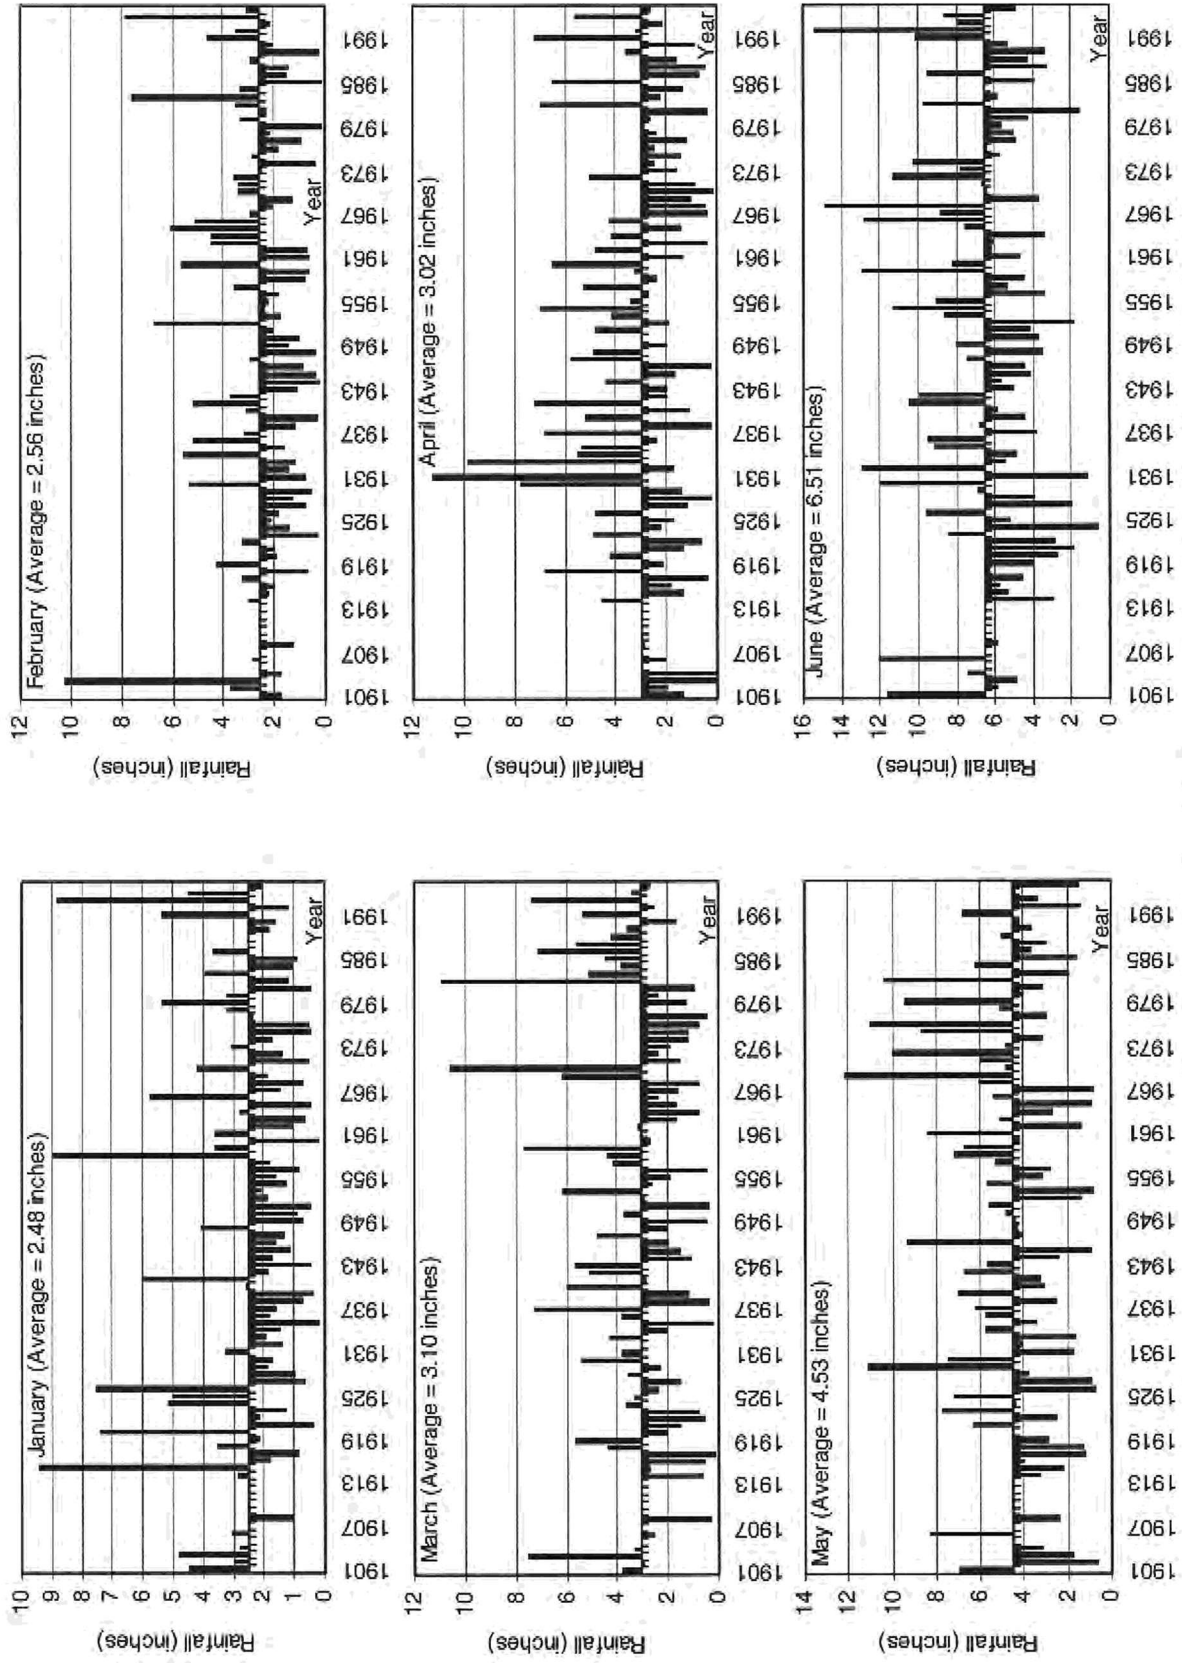 January (Average = 2.48 inches)
Rainfall (inches)
10
9
8
7
6
5
4
3
2
1
0
Year
1901 1907 1913 1919 1925 1931 1937 1943 1949 1955 1961 1967 1973 1979 1985 1991
February (Average = 2.56 inches)
Rainfall (inches)
12
10
8
6
4
2
0
Year
1901 1907 1913 1919 1925 1931 1937 1943 1949 1955 1961 1967 1973 1979 1985 1991
March (Average = 3.10 inches)
Rainfall (inches)
12
10
8
6
4
2
0
Year
1901 1907 1913 1919 1925 1931 1937 1943 1949 1955 1961 1967 1973 1979 1985 1991
April (Average = 3.02 inches)
Rainfall (inches)
12
10
8
6
4
2
0
Year
1901 1907 1913 1919 1925 1931 1937 1943 1949 1955 1961 1967 1973 1979 1985 1991
May (Average = 4.53 inches)
Rainfall (inches)
14
12
10
8
6
4
2
0
Year
1901 1907 1913 1919 1925 1931 1937 1943 1949 1955 1961 1967 1973 1979 1985 1991
June (Average = 6.51 inches)
Rainfall (inches)
16
14
12
10
8
6
4
2
0
Year
1901 1907 1913 1919 1925 1931 1937 1943 1949 1955 1961 1967 1973 1979 1985 1991